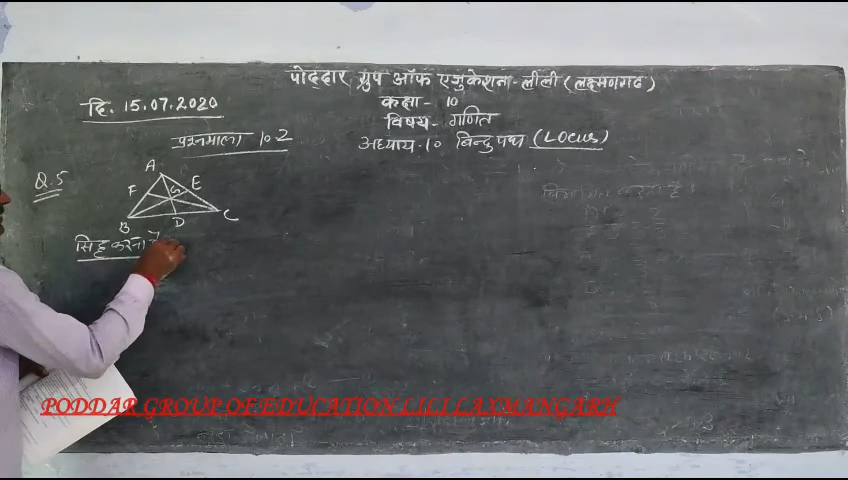 पोद्दार ग्रुप ऑफ एजुकेशन - लीली (लक्ष्मणगढ)
दि. 15.07.2020
कक्षा - 10
विषय - गणित
प्रश्नमाला 10.2
अध्याय.10 बिन्दु पथ (Locus)
Q.5
A
F
G
E
B
D
C
सिद्ध करना
PODDAR GROUP OF EDUCATION LILI LAXMANGARH